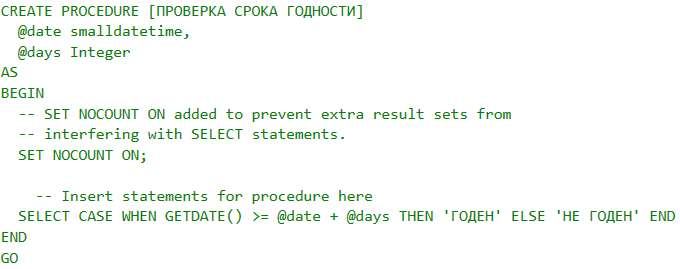 CREATE PROCEDURE [ПРОВЕРКА СРОКА ГОДНОСТИ]
  @date smalldatetime,
  @days Integer
AS
BEGIN
  -- SET NOCOUNT ON added to prevent extra result sets from
  -- interfering with SELECT statements.
  SET NOCOUNT ON;

    -- Insert statements for procedure here
  SELECT CASE WHEN GETDATE() >= @date + @days THEN 'ГОДЕН' ELSE 'НЕ ГОДЕН' END
END
GO